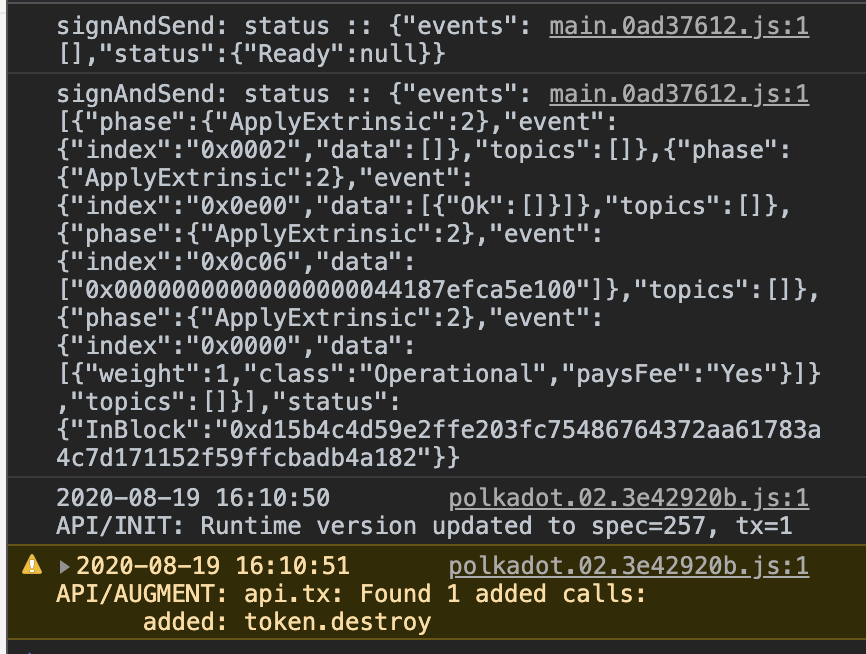 signAndSend: status :: {"events": main.0ad37612.js:1
[],"status":{"Ready":null}}
signAndSend: status :: {"events": main.0ad37612.js:1
[{"phase":{"ApplyExtrinsic":2},"event":
{"index":"0x0002","data":[]},"topics":[]},{"phase":
{"ApplyExtrinsic":2},"event":
{"index":"0x0e00","data":[{"Ok":[]}]},"topics":[]},
{"phase":{"ApplyExtrinsic":2},"event":
{"index":"0x0c06","data":
["0x00000000000000000044187efca5e100"]},"topics":[]},
{"phase":{"ApplyExtrinsic":2},"event":
{"index":"0x0000","data":
[{"weight":1,"class":"Operational","paysFee":"Yes"}]}
,"topics":[]}],"status":
{"InBlock":"0xd15b4c4d59e2ffe203fc75486764372aa61783a
4c7d171152f59ffcbadb4a182"}}
2020-08-19 16:10:50 polkadot.02.3e42920b.js:1
API/INIT: Runtime version updated to spec=257, tx=1
2020-08-19 16:10:51 polkadot.02.3e42920b.js:1
API/AUGMENT: api.tx: Found 1 added calls:
added: token.destroy